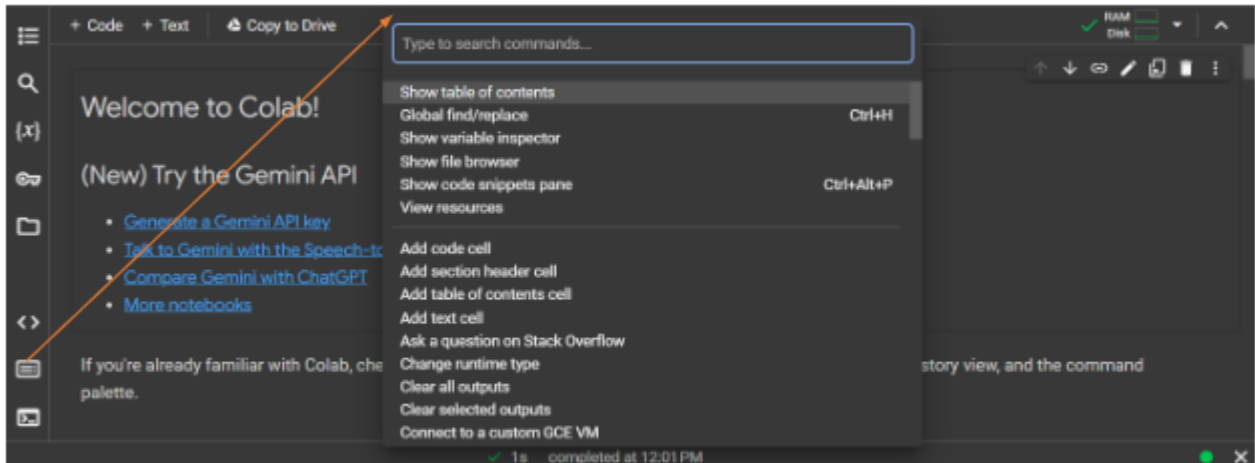 + Code + Text Copy to Drive
RAM
Disk
Type to search commands...
Welcome to Colab!
{x}
(New) Try the Gemini API
Generate a Gemini API key
Talk to Gemini with the Speech-to
Compare Gemini with ChatGPT
More notebooks
If you're already familiar with Colab, che
story view, and the command
palette.
Show table of contents
Global find/replace Ctrl+H
Show variable inspector
Show file browser
Show code snippets pane Ctrl+Alt+P
View resources
Add code cell
Add section header cell
Add table of contents cell
Add text cell
Ask a question on Stack Overflow
Change runtime type
Clear all outputs
Clear selected outputs
Connect to a custom GCE VM
1s completed at 12:01 PM